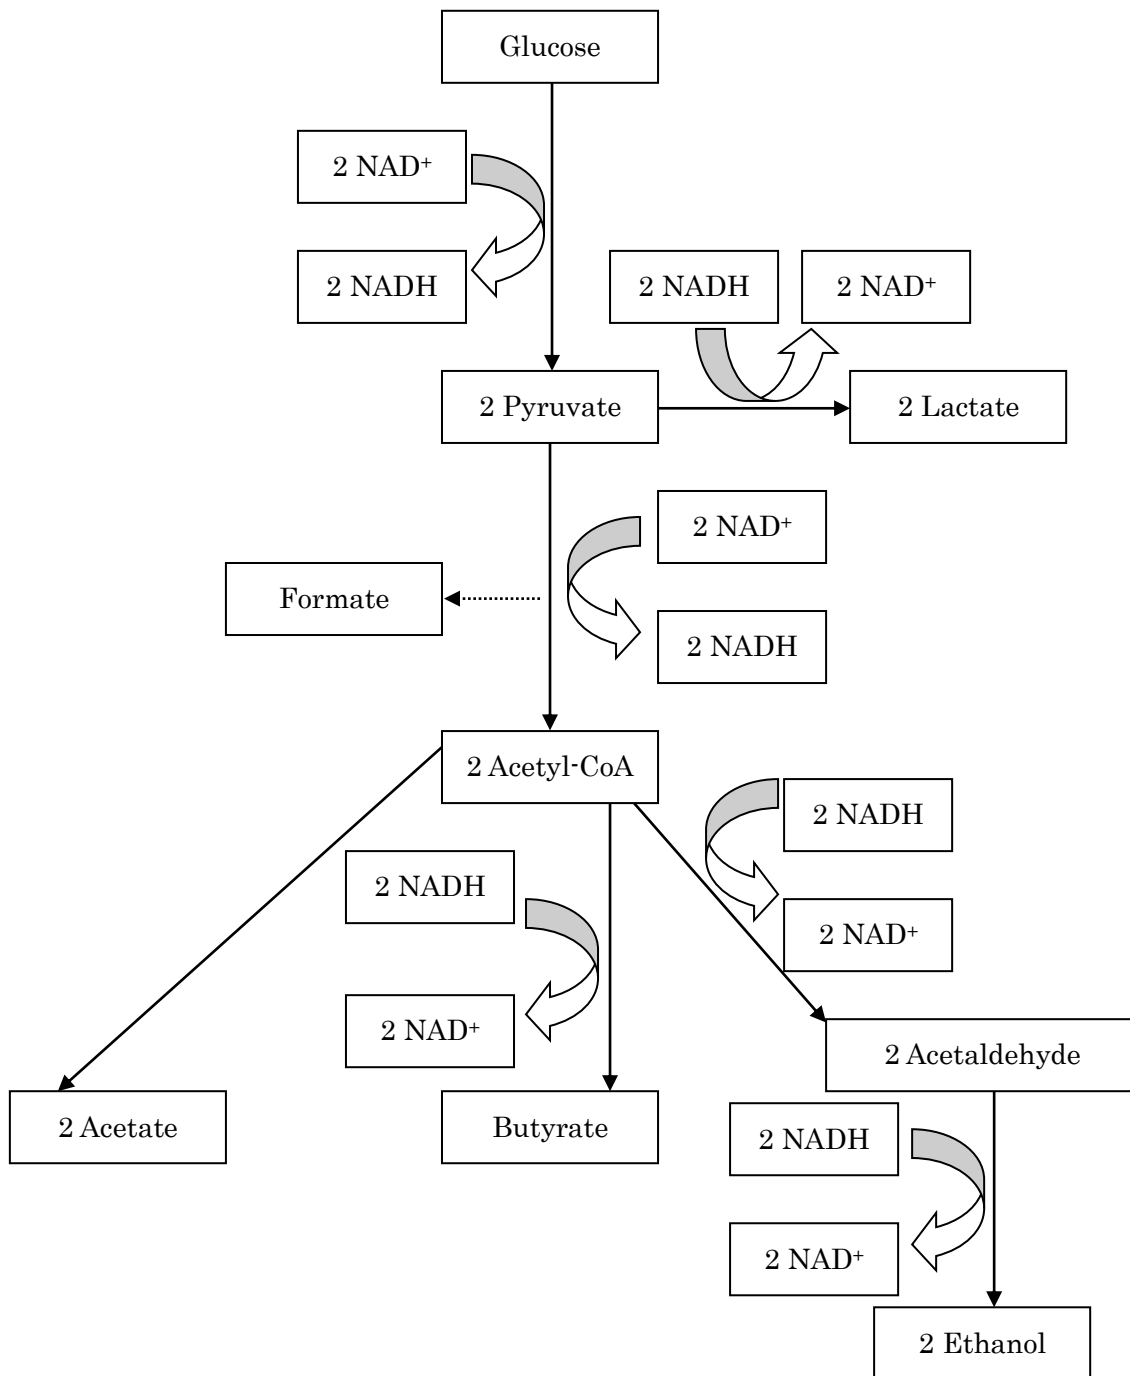 Glucose
2 NAD⁺
2 NADH
2 NADH
2 NAD⁺
2 Pyruvate
2 Lactate
2 NAD⁺
Formate
2 NADH
2 Acetyl-CoA
2 NADH
2 NADH
2 NAD⁺
2 NAD⁺
2 Acetaldehyde
2 Acetate
Butyrate
2 NADH
2 NAD⁺
2 Ethanol